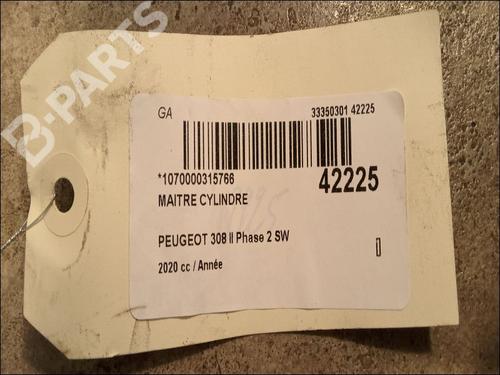 B-PARTS
GA 33350301 42225
*1070000315766 42225
MAITRE CYLINDRE
PEUGEOT 308 II Phase 2 SW
2020 cc / Année